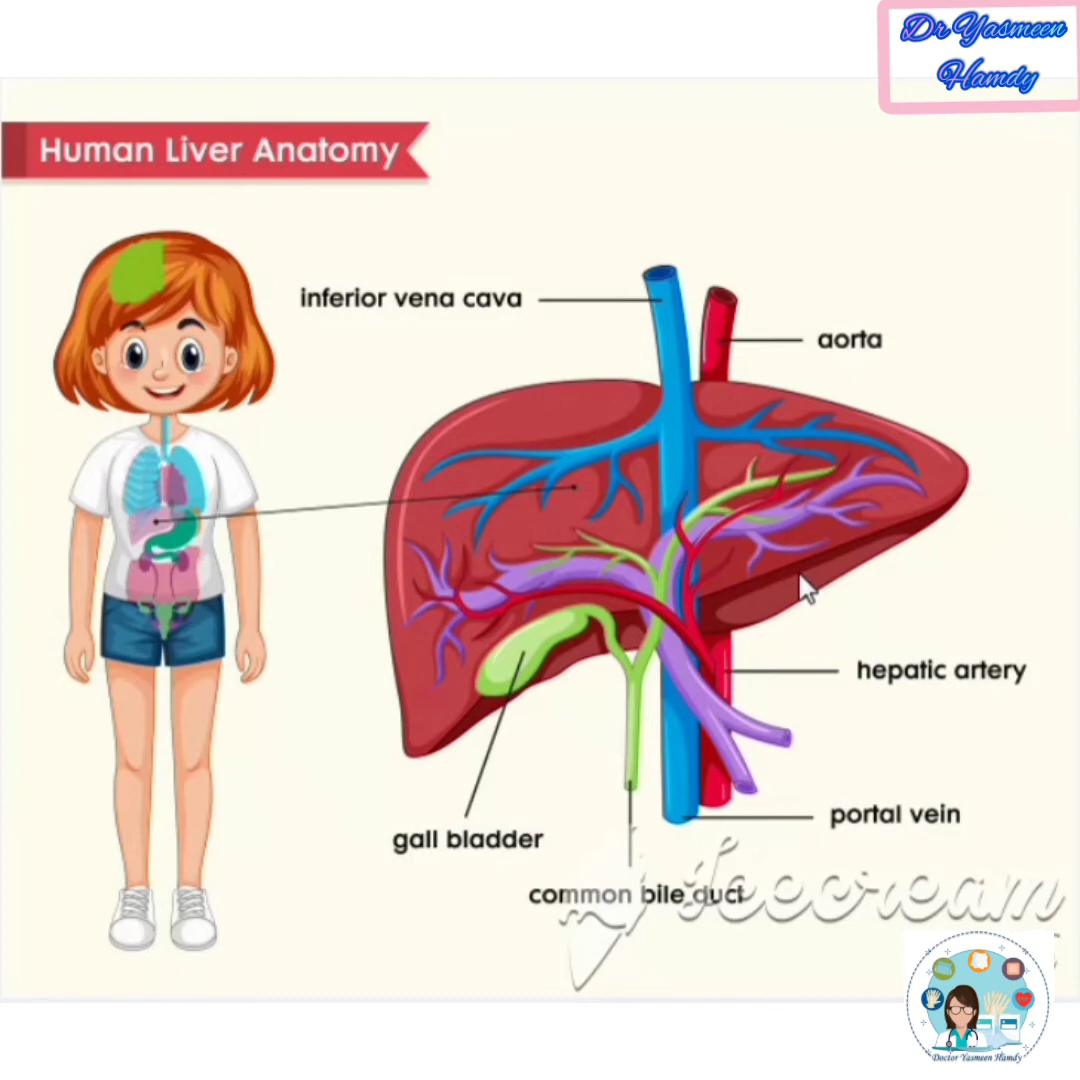 Dr Yasmeen
Hamdy
Human Liver Anatomy
inferior vena cava
aorta
hepatic artery
portal vein
gall bladder
common bile duct
Icecream
Doctor Yasmeen Hamdy